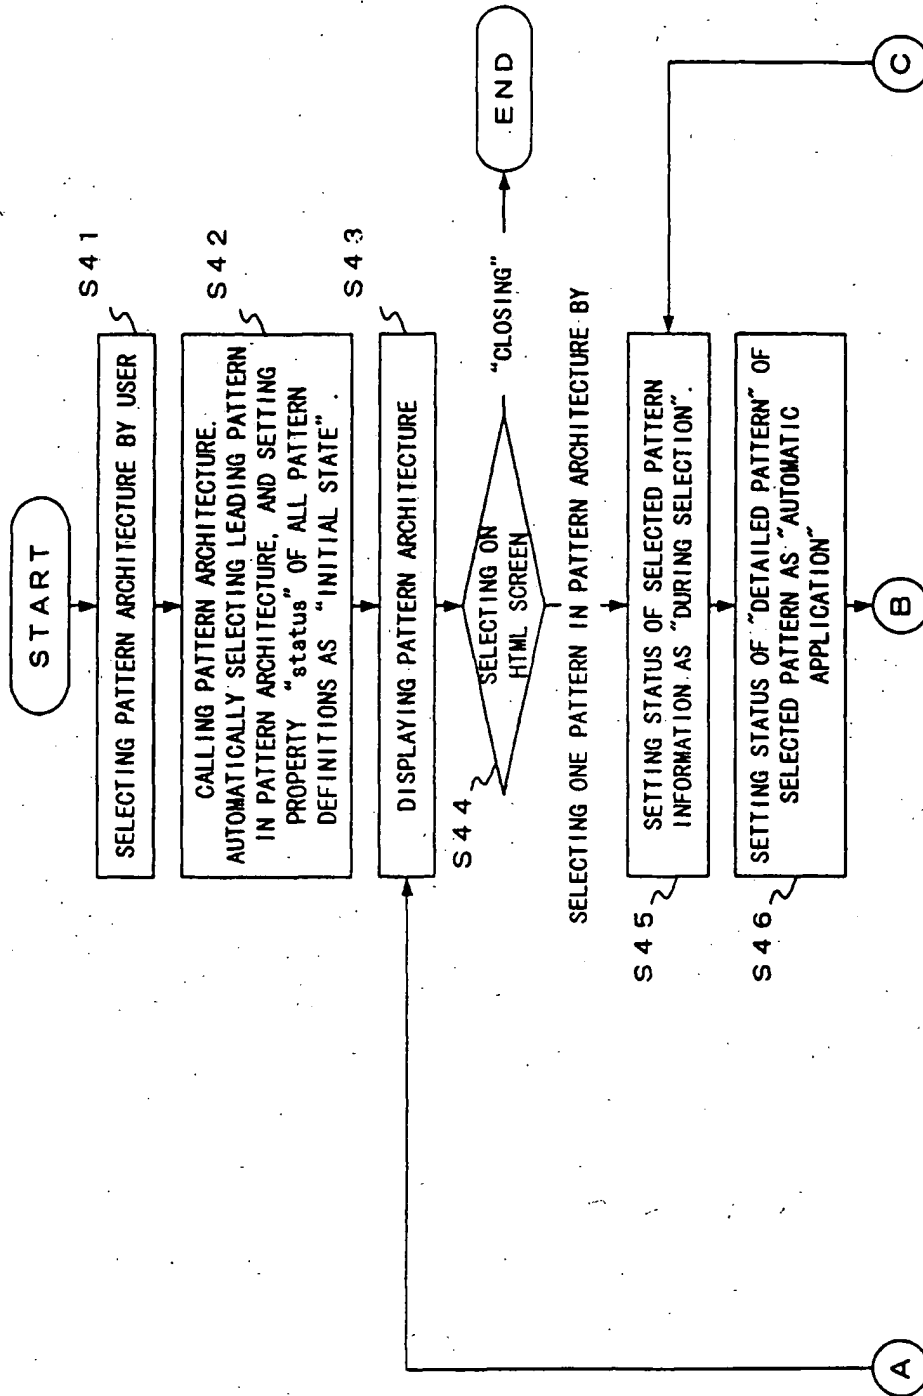 START
S41
SELECTING PATTERN ARCHITECTURE BY USER
S42
CALLING PATTERN ARCHITECTURE.
AUTOMATICALLY SELECTING LEADING PATTERN
IN PATTERN ARCHITECTURE, AND SETTING
PROPERTY "status" OF ALL PATTERN
DEFINITIONS AS "INITIAL STATE".
S43
DISPLAYING PATTERN ARCHITECTURE
S44
SELECTING ON
HTML SCREEN
"CLOSING"
END
SELECTING ONE PATTERN IN PATTERN ARCHITECTURE BY
S45
SETTING STATUS OF SELECTED PATTERN
INFORMATION AS "DURING SELECTION".
S46
SETTING STATUS OF "DETAILED PATTERN" OF
SELECTED PATTERN AS "AUTOMATIC
APPLICATION"
A
B
C